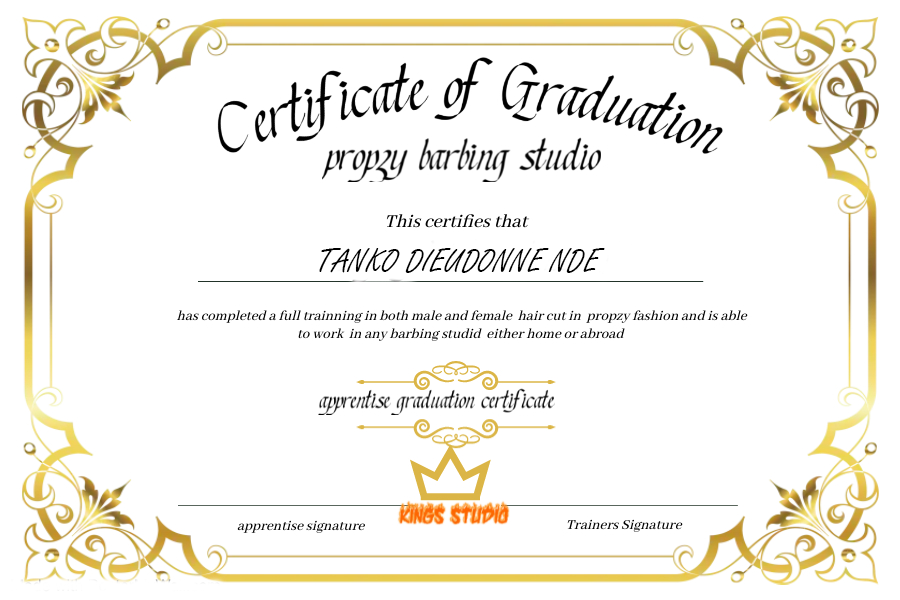 Certificate of Graduation
propzy barbing studio
This certifies that
TANKO DIEUDONNE NDE
has completed a full trainning in both male and female hair cut in propzy fashion and is able
to work in any barbing studid either home or abroad
apprentise graduation certificate
KINGS STUDIO
apprentise signature
Trainers Signature